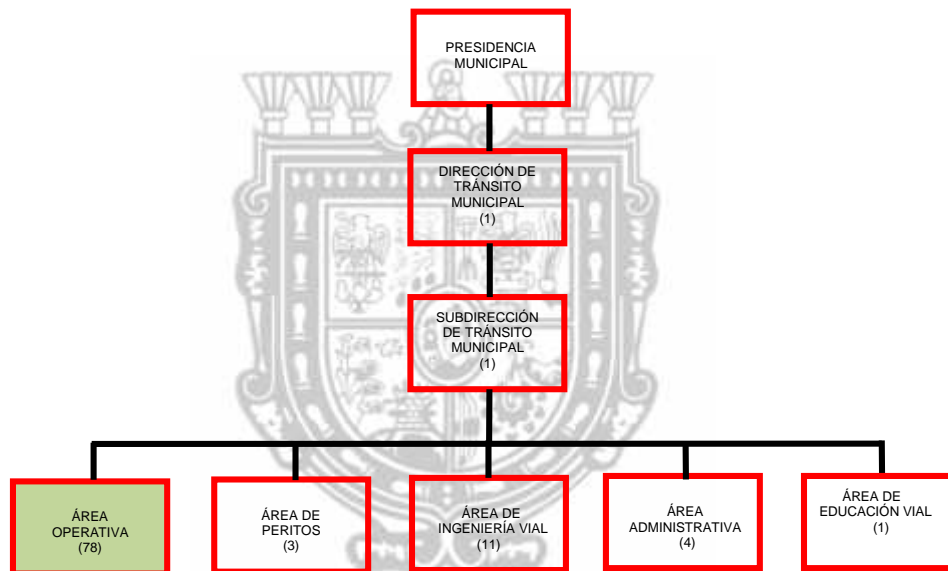 PRESIDENCIA
MUNICIPAL
DIRECCIÓN DE
TRÁNSITO
MUNICIPAL
(1)
SUBDIRECCIÓN
DE TRÁNSITO
MUNICIPAL
(1)
ÁREA
OPERATIVA
(78)
ÁREA DE
PERITOS
(3)
ÁREA DE
INGENIERÍA VIAL
(11)
ÁREA
ADMINISTRATIVA
(4)
ÁREA DE
EDUCACIÓN VIAL
(1)